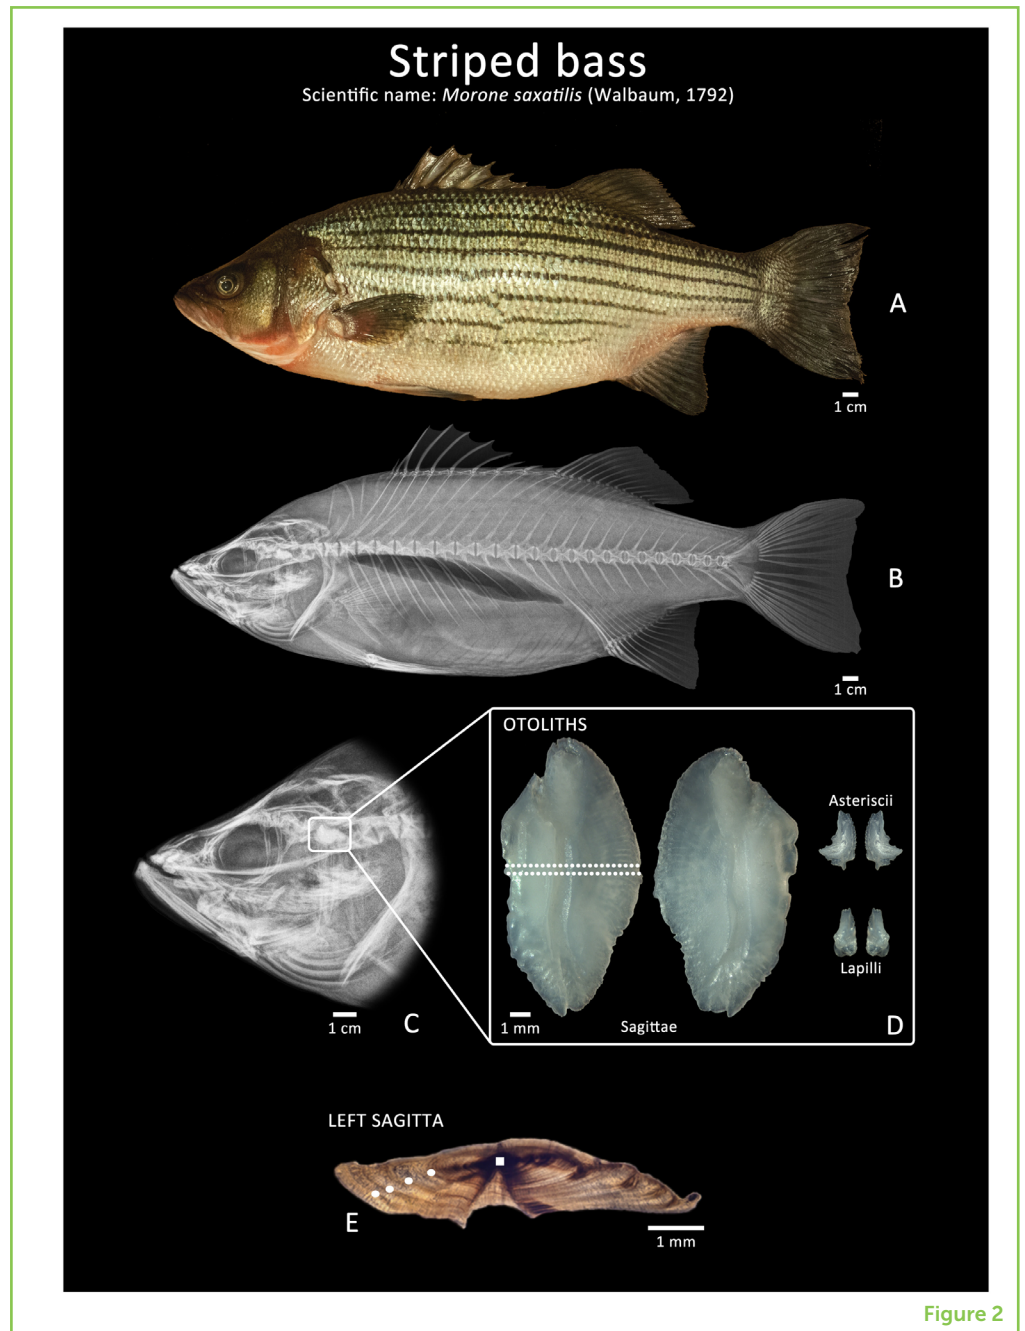 Striped bass
Scientific name: Morone saxatilis (Walbaum, 1792)
A
1 cm
B
1 cm
C
1 cm
OTOLITHS
Asteriscii
Lapilli
1 mm
Sagittae
D
LEFT SAGITTA
E
1 mm
Figure 2